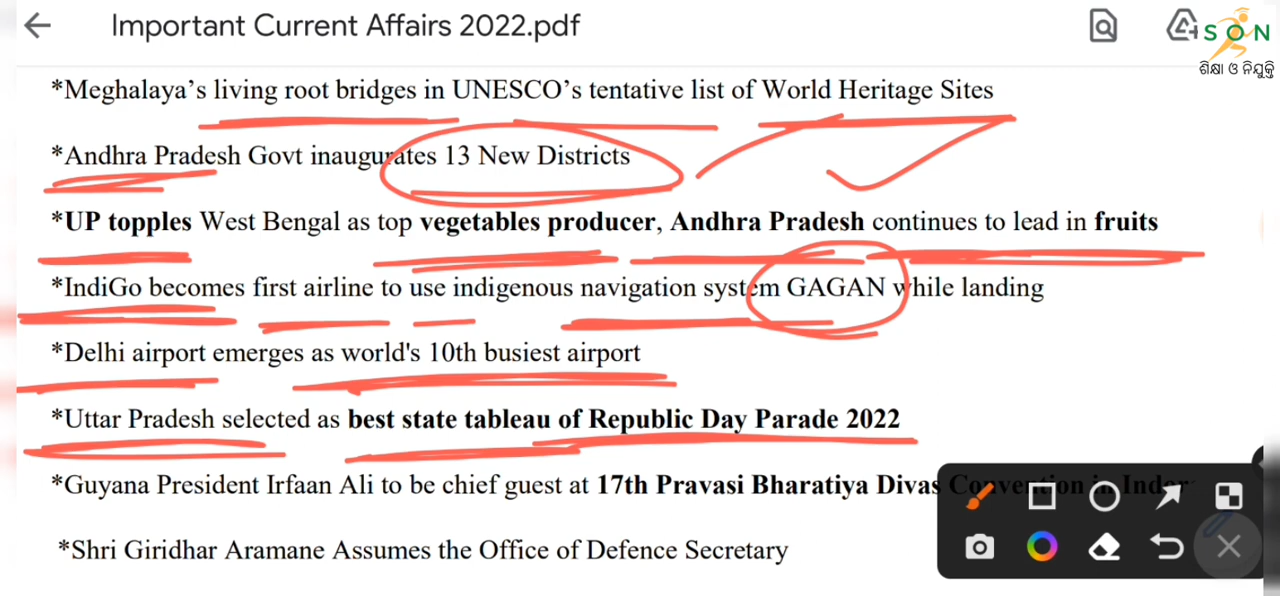 Important Current Affairs 2022.pdf
SON
ଶିକ୍ଷା ଓ ନିଯୁକ୍ତି
*Meghalaya's living root bridges in UNESCO's tentative list of World Heritage Sites
*Andhra Pradesh Govt inaugurates 13 New Districts
*UP topples West Bengal as top vegetables producer, Andhra Pradesh continues to lead in fruits
*IndiGo becomes first airline to use indigenous navigation system GAGAN while landing
*Delhi airport emerges as world's 10th busiest airport
*Uttar Pradesh selected as best state tableau of Republic Day Parade 2022
*Guyana President Irfaan Ali to be chief guest at 17th Pravasi Bharatiya Divas Convention in
*Shri Giridhar Aramane Assumes the Office of Defence Secretary